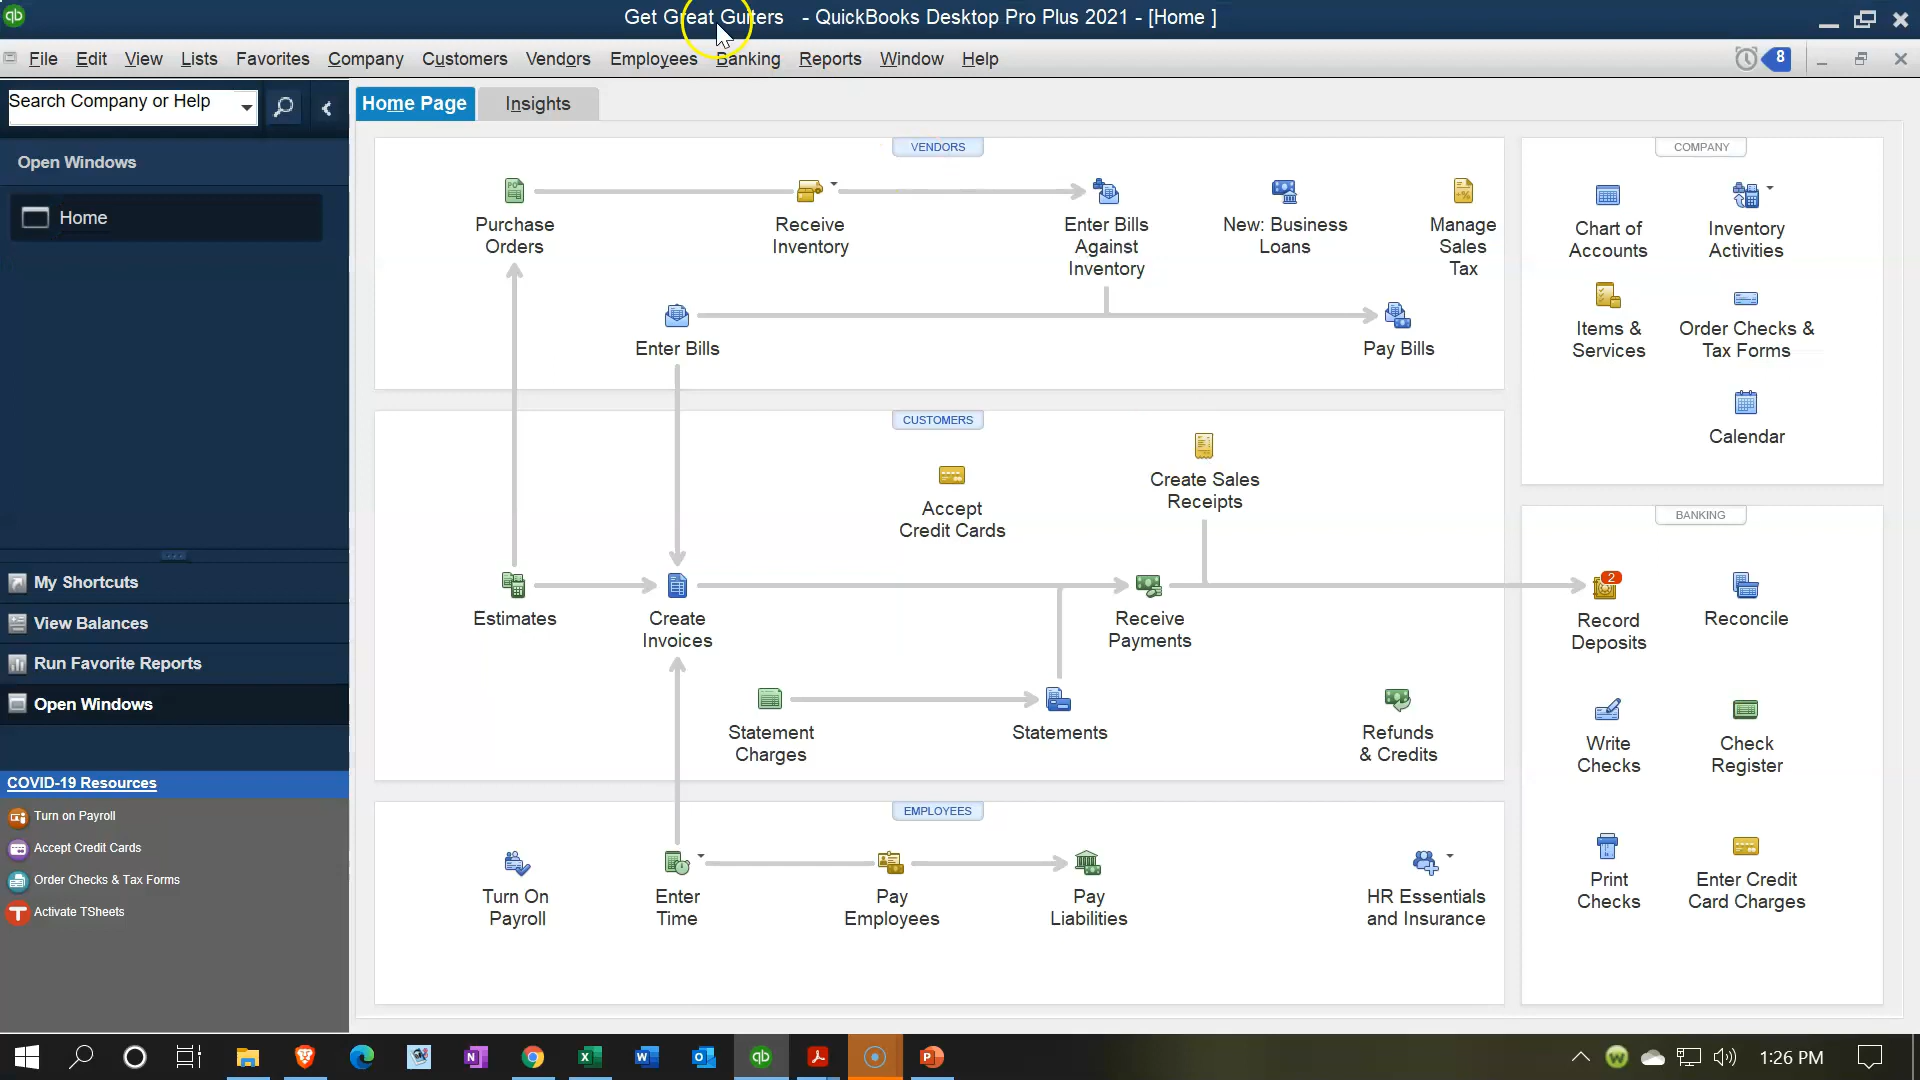 qb
Get Great Guiters - QuickBooks Desktop Pro Plus 2021 - [Home ]
File Edit View Lists Favorites Company Customers Vendors Employees Banking Reports Window Help
8
Search Company or Help
Home Page
Insights
Open Windows
Home
My Shortcuts
View Balances
Run Favorite Reports
Open Windows
COVID-19 Resources
Turn on Payroll
Accept Credit Cards
Order Checks & Tax Forms
Activate TSheets
VENDORS
Purchase
Orders
Receive
Inventory
Enter Bills
Against
Inventory
New: Business
Loans
Manage
Sales
Tax
Enter Bills
Pay Bills
CUSTOMERS
Accept
Credit Cards
Create Sales
Receipts
Estimates
Create
Invoices
Receive
Payments
Statement
Charges
Statements
Refunds
& Credits
EMPLOYEES
Turn On
Payroll
Enter
Time
Pay
Employees
Pay
Liabilities
HR Essentials
and Insurance
COMPANY
Chart of
Accounts
Inventory
Activities
Items &
Services
Order Checks &
Tax Forms
Calendar
BANKING
2
Record
Deposits
Reconcile
Write
Checks
Check
Register
Print
Checks
Enter Credit
Card Charges
1:26 PM